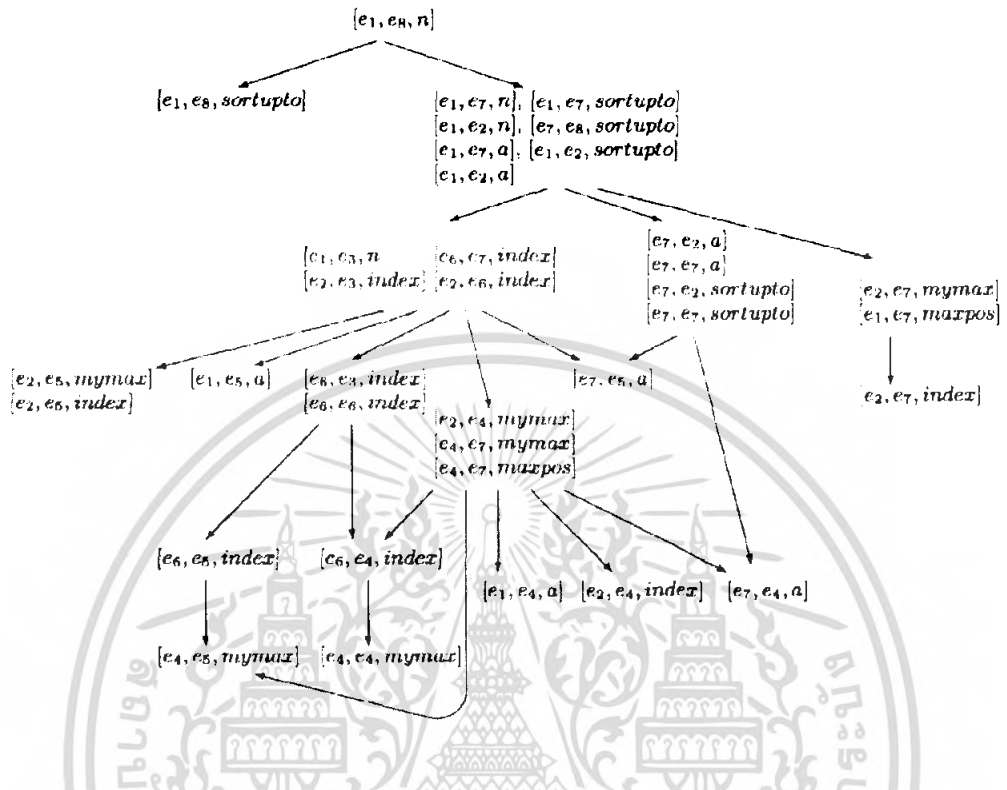 [e₁, e₈, n]
[e₁, e₈, sortupto]
[e₁, e₇, n], [e₁, e₇, sortupto]
[e₁, e₂, n], [e₇, e₈, sortupto]
[e₁, e₇, a], [e₁, e₂, sortupto]
[e₁, e₂, a]
[e₁, e₃, n [e₆, e₇, index]
[e₂, e₃, index] [e₂, e₆, index]
[e₇, e₂, a]
[e₇, e₇, a]
[e₇, e₂, sortupto]
[e₇, e₇, sortupto]
[e₂, e₇, mymax]
[e₁, e₇, maxpos]
[e₂, e₅, mymax]
[e₂, e₅, index]
[e₁, e₅, a]
[e₆, e₃, index]
[e₆, e₆, index]
[e₇, e₅, a]
[e₂, e₇, index]
[e₂, e₄, mymax]
[e₄, e₇, mymax]
[e₄, e₇, maxpos]
[e₆, e₅, index] [e₆, e₄, index]
[e₁, e₄, a] [e₂, e₄, index] [e₇, e₄, a]
[e₄, e₅, mymax] [e₄, e₄, mymax]